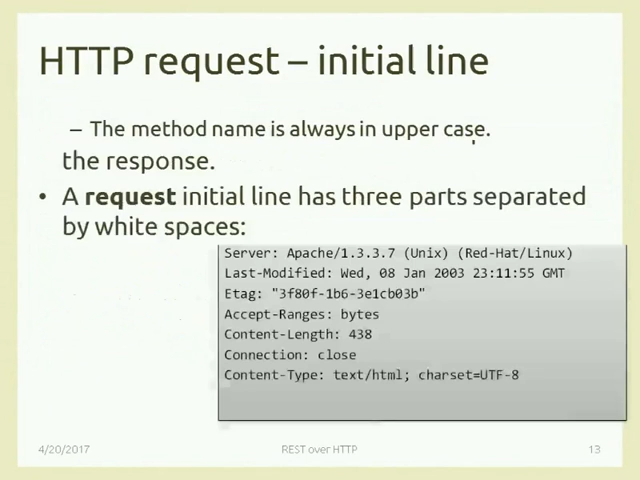 HTTP request – initial line
– The method name is always in upper case.
the response.
• A request initial line has three parts separated
by white spaces:
Server: Apache/1.3.3.7 (Unix) (Red-Hat/Linux)
Last-Modified: Wed, 08 Jan 2003 23:11:55 GMT
Etag: "3f80f-1b6-3e1cb03b"
Accept-Ranges: bytes
Content-Length: 438
Connection: close
Content-Type: text/html; charset=UTF-8
4/20/2017
REST over HTTP
13